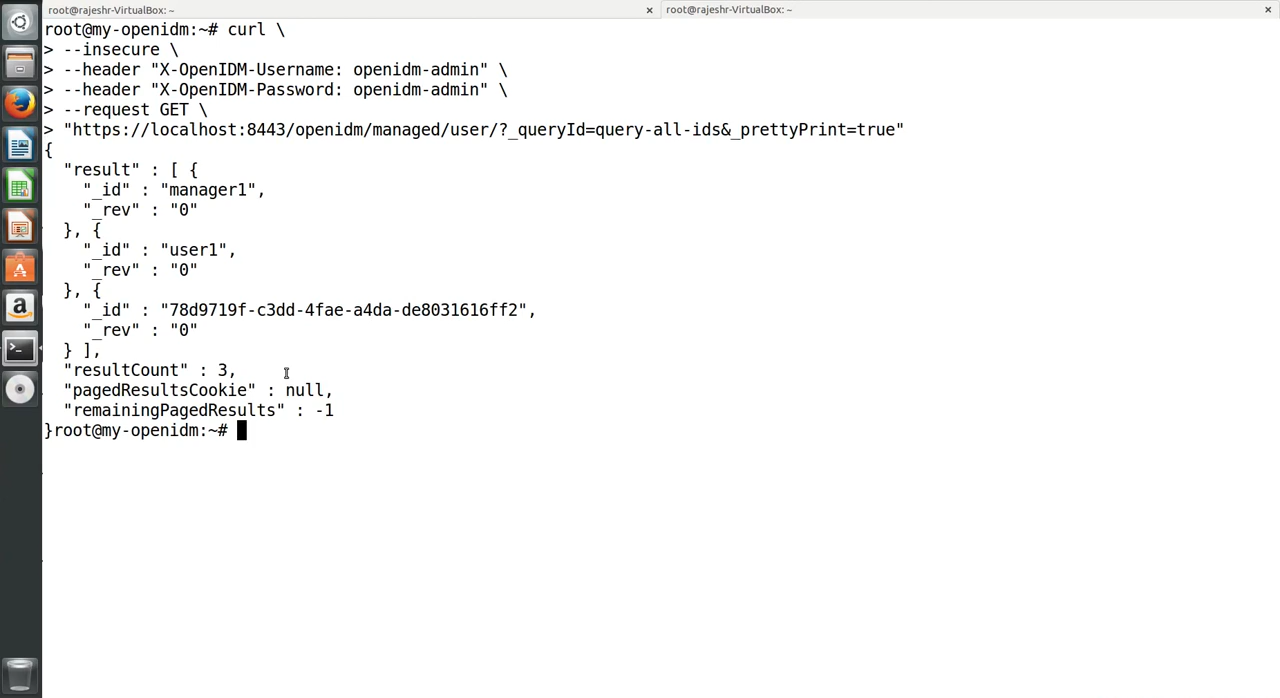 root@rajeshr-VirtualBox: ~
root@rajeshr-VirtualBox: ~
root@my-openidm:~# curl \
> --insecure \
> --header "X-OpenIDM-Username: openidm-admin" \
> --header "X-OpenIDM-Password: openidm-admin" \
> --request GET \
> "https://localhost:8443/openidm/managed/user/?_queryId=query-all-ids&_prettyPrint=true"
{
  "result" : [ {
    "_id" : "manager1",
    "_rev" : "0"
  }, {
    "_id" : "user1",
    "_rev" : "0"
  }, {
    "_id" : "78d9719f-c3dd-4fae-a4da-de8031616ff2",
    "_rev" : "0"
  } ],
  "resultCount" : 3,
  "pagedResultsCookie" : null,
  "remainingPagedResults" : -1
}root@my-openidm:~#